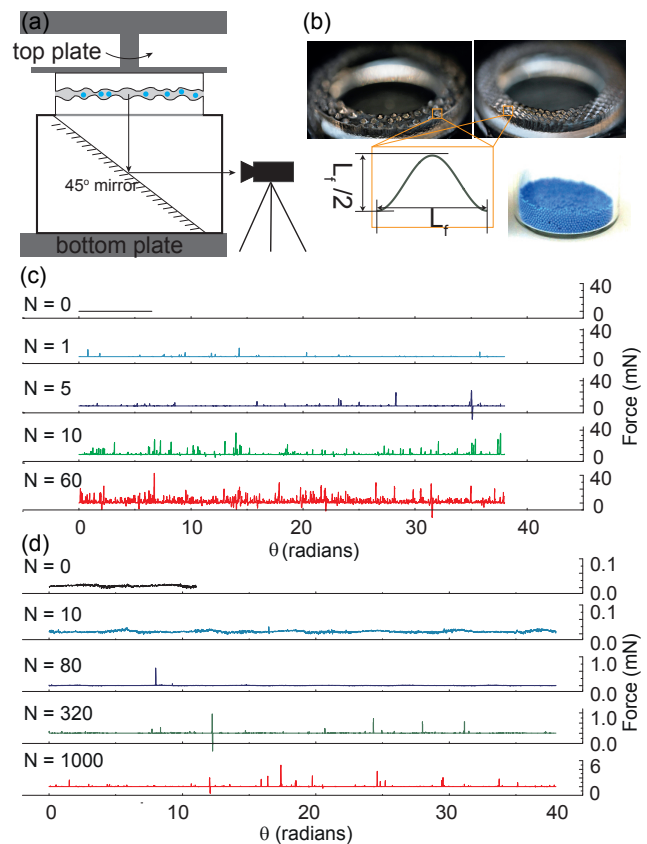 (a)
top plate
45° mirror
bottom plate
(b)
L_f/2
L_f
(c)
N = 0
40
0
N = 1
40
0
N = 5
40
0
N = 10
40
0
N = 60
40
0
Force (mN)
0 10 20 30 40
θ (radians)
(d)
N = 0
0.1
0.0
N = 10
0.1
0.0
N = 80
1.0
0.0
N = 320
1.0
0.0
N = 1000
6
0
Force (mN)
0 10 20 30 40
θ (radians)